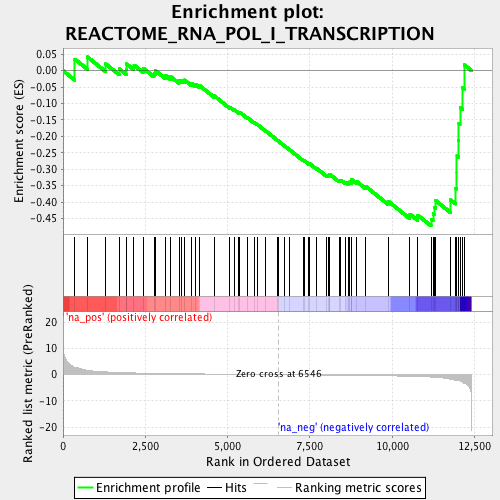 Enrichment plot:
REACTOME_RNA_POL_I_TRANSCRIPTION
Enrichment score (ES)
0.05
0.00
-0.05
-0.10
-0.15
-0.20
-0.25
-0.30
-0.35
-0.40
-0.45
'na_pos' (positively correlated)
Ranked list metric (PreRanked)
20
10
0
-10
-20
Zero cross at 6546
'na_neg' (negatively correlated)
0
2,500
5,000
7,500
10,000
12,500
Rank in Ordered Dataset
Enrichment profile
Hits
Ranking metric scores